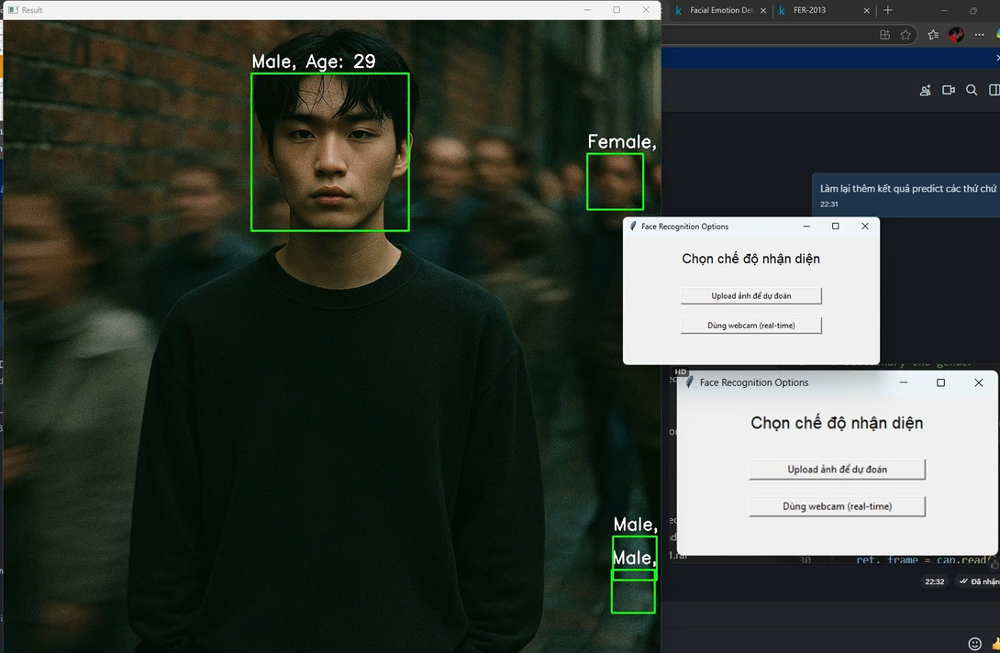 Result
Male, Age: 29
Female,
Male,
Male,
Facial Emotion Det
FER-2013
Làm lại thêm kết quả predict các thứ chứ
22:31
Face Recognition Options
Chọn chế độ nhận diện
Upload ảnh để dự đoán
Dùng webcam (real-time)
HD
Face Recognition Options
Chọn chế độ nhận diện
Upload ảnh để dự đoán
Dùng webcam (real-time)
30 ret, frame = cap.read(
22:32
Đã nhận